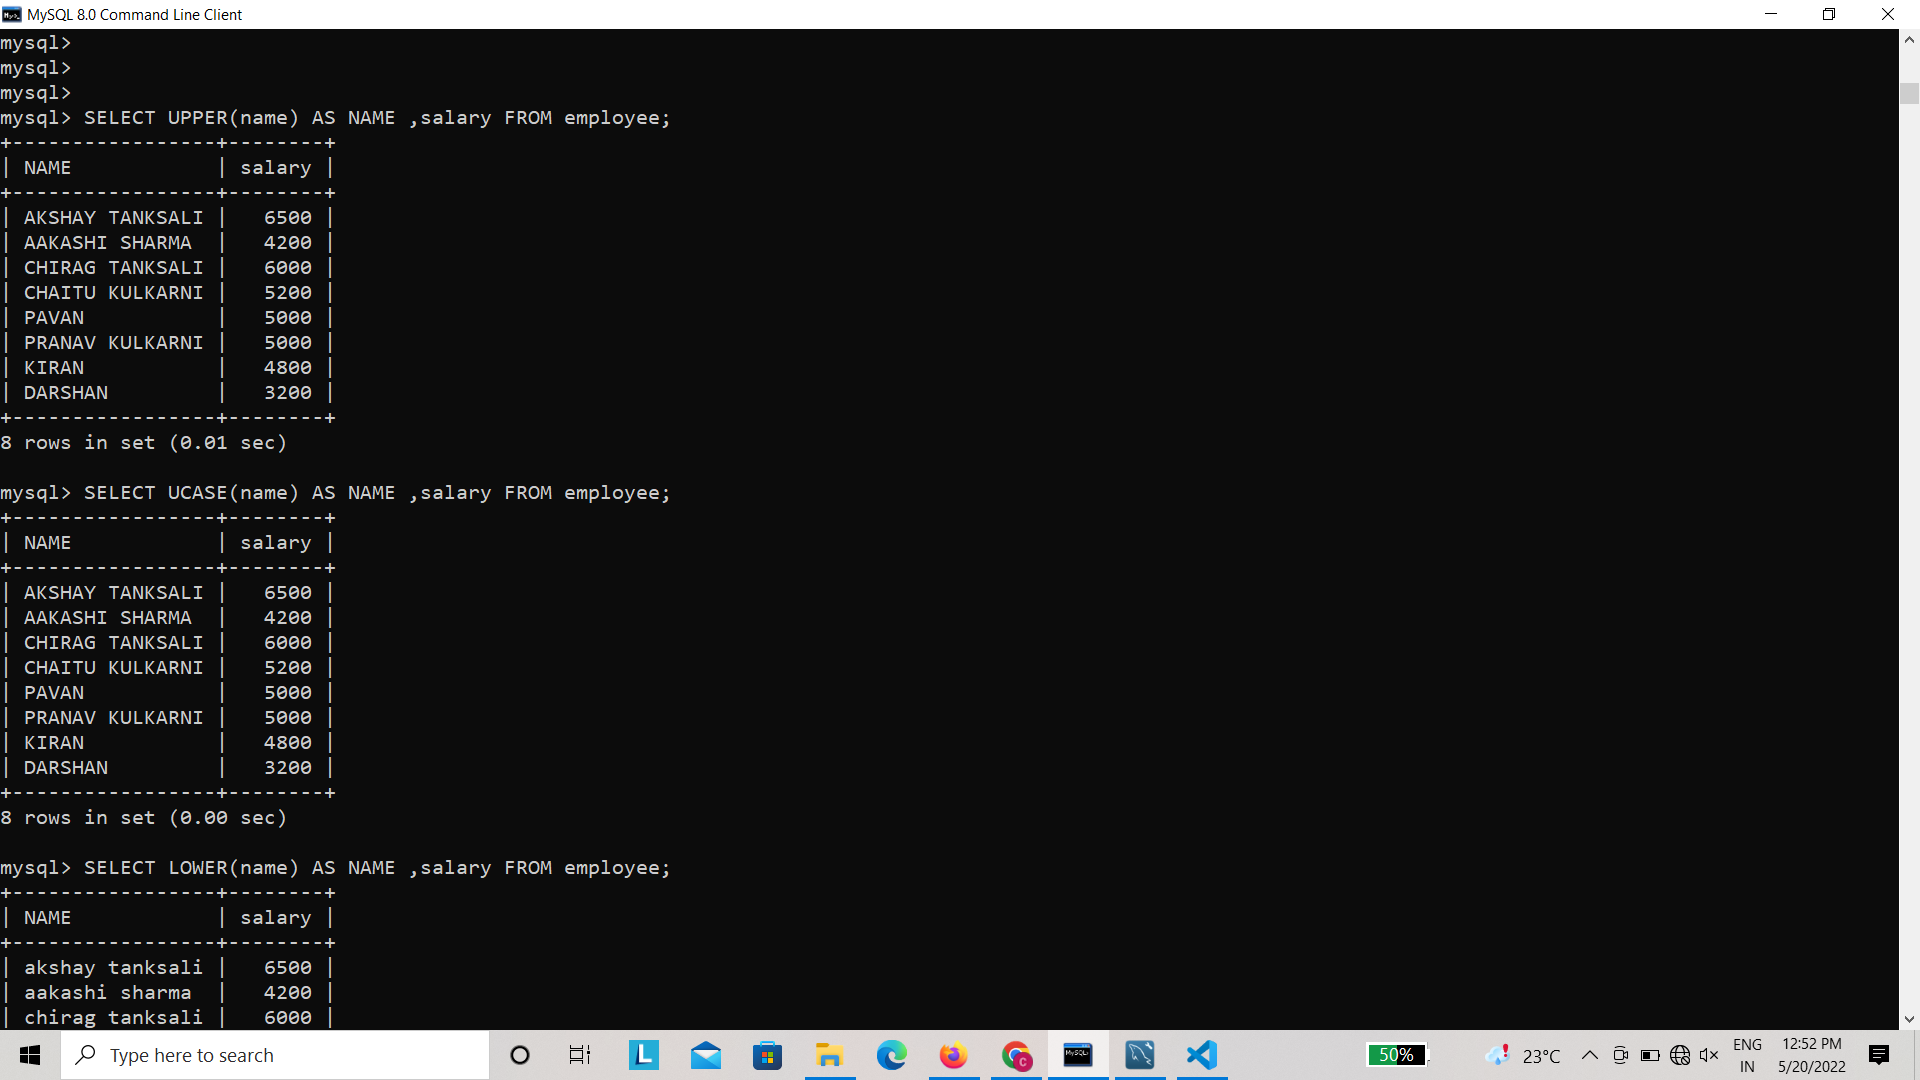 MySQL 8.0 Command Line Client
mysql>
mysql>
mysql>
mysql> SELECT UPPER(name) AS NAME ,salary FROM employee;
+-----------------+--------+
| NAME            | salary |
+-----------------+--------+
| AKSHAY TANKSALI |   6500 |
| AAKASHI SHARMA  |   4200 |
| CHIRAG TANKSALI |   6000 |
| CHAITU KULKARNI |   5200 |
| PAVAN           |   5000 |
| PRANAV KULKARNI |   5000 |
| KIRAN           |   4800 |
| DARSHAN         |   3200 |
+-----------------+--------+
8 rows in set (0.01 sec)
mysql> SELECT UCASE(name) AS NAME ,salary FROM employee;
+-----------------+--------+
| NAME            | salary |
+-----------------+--------+
| AKSHAY TANKSALI |   6500 |
| AAKASHI SHARMA  |   4200 |
| CHIRAG TANKSALI |   6000 |
| CHAITU KULKARNI |   5200 |
| PAVAN           |   5000 |
| PRANAV KULKARNI |   5000 |
| KIRAN           |   4800 |
| DARSHAN         |   3200 |
+-----------------+--------+
8 rows in set (0.00 sec)
mysql> SELECT LOWER(name) AS NAME ,salary FROM employee;
+-----------------+--------+
| NAME            | salary |
+-----------------+--------+
| akshay tanksali |   6500 |
| aakashi sharma  |   4200 |
| chirag tanksali |   6000 |
Type here to search
L
C
MySQL
50%
23°C
ENG
IN
12:52 PM
5/20/2022